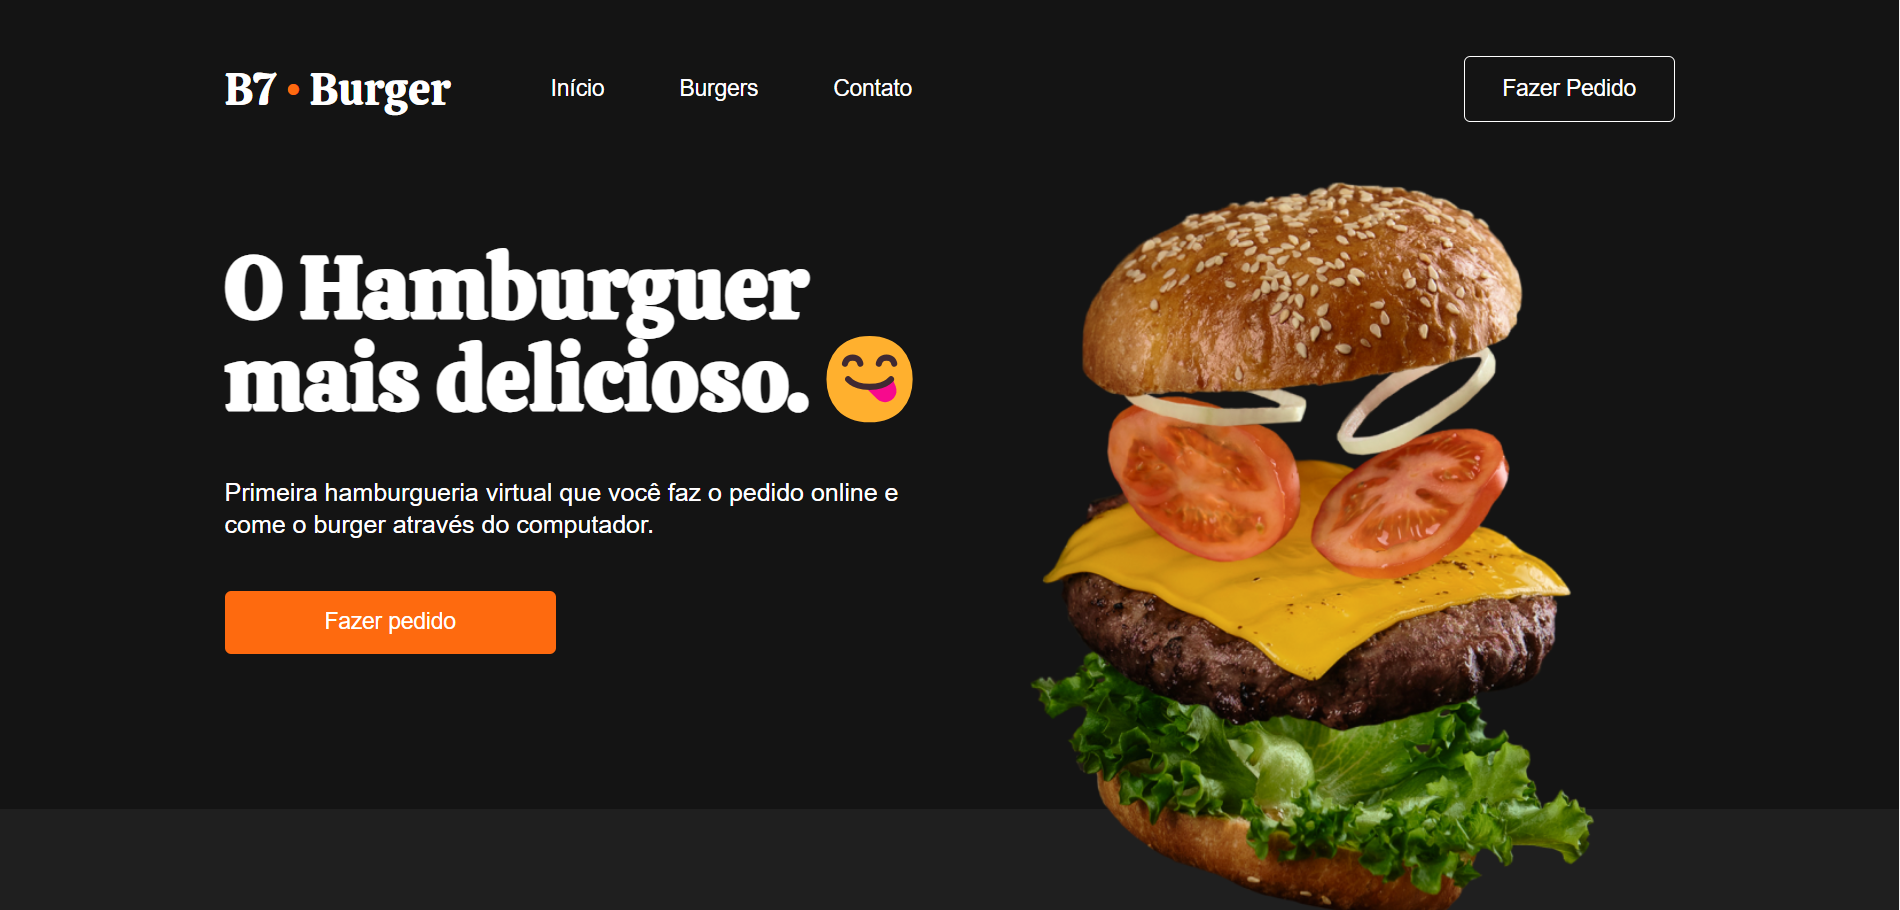 B7 • Burger
Início
Burgers
Contato
Fazer Pedido
O Hamburguer
mais delicioso. 😋
Primeira hamburgueria virtual que você faz o pedido online e
come o burger através do computador.
Fazer pedido